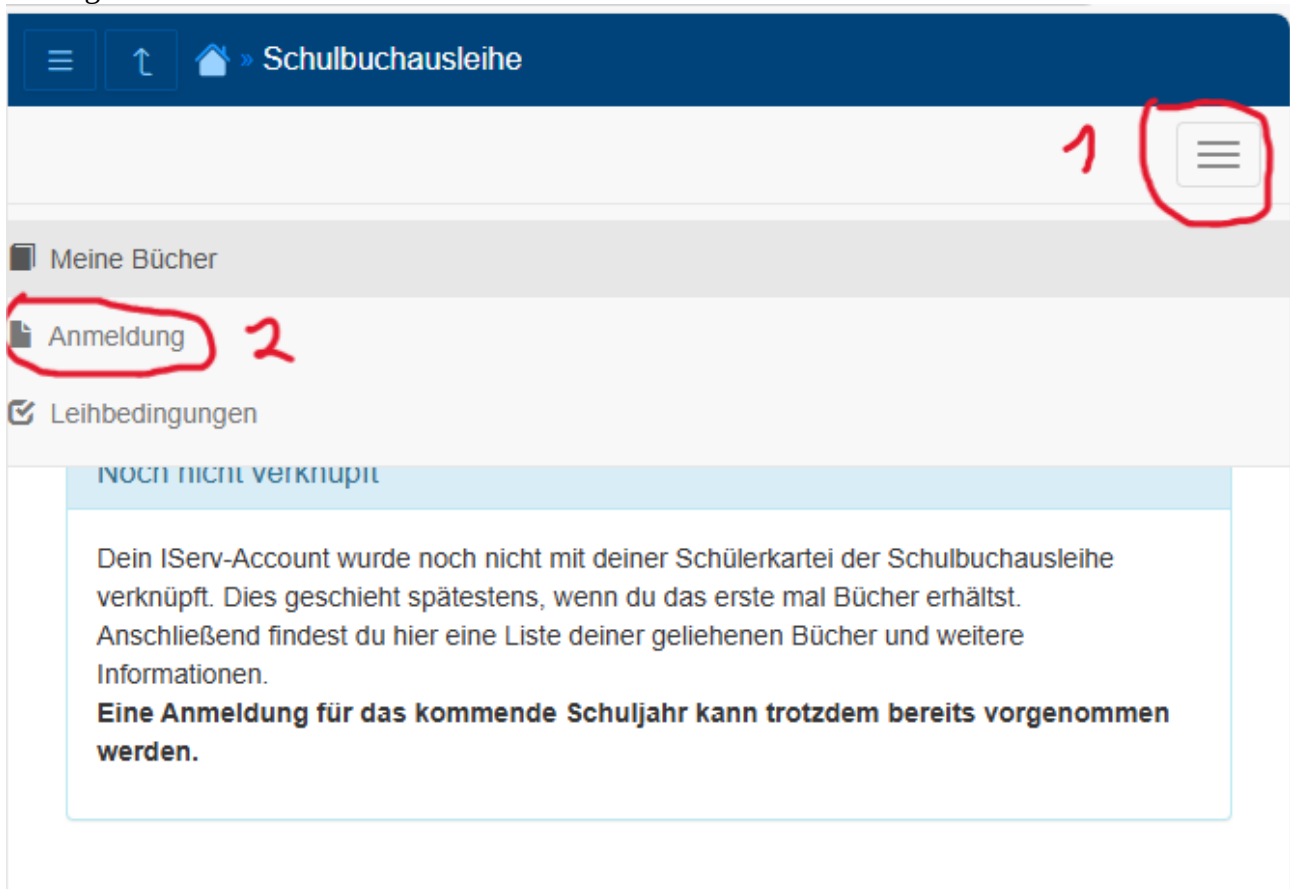 » Schulbuchausleihe
1
Meine Bücher
Anmeldung 2
Leihbedingungen
Noch nicht verknüpft
Dein IServ-Account wurde noch nicht mit deiner Schülerkartei der Schulbuchausleihe
verknüpft. Dies geschieht spätestens, wenn du das erste mal Bücher erhältst.
Anschließend findest du hier eine Liste deiner geliehenen Bücher und weitere
Informationen.
Eine Anmeldung für das kommende Schuljahr kann trotzdem bereits vorgenommen
werden.